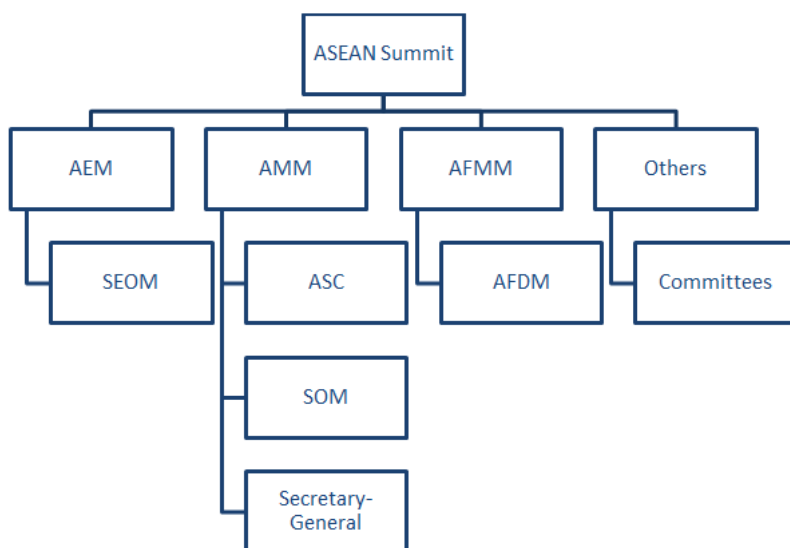 ASEAN Summit
AEM
AMM
AFMM
Others
SEOM
ASC
AFDM
Committees
SOM
Secretary-
General